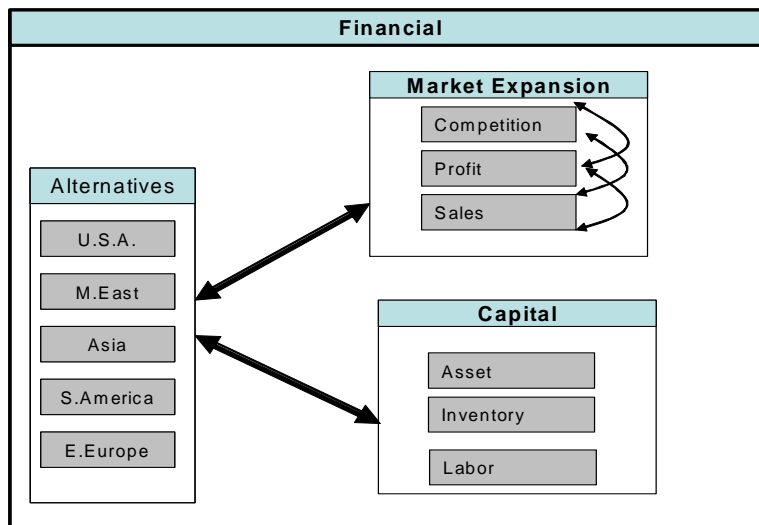 Financial
Market Expansion
Competition
Profit
Sales
Alternatives
U.S.A.
M.East
Asia
S.America
E.Europe
Capital
Asset
Inventory
Labor